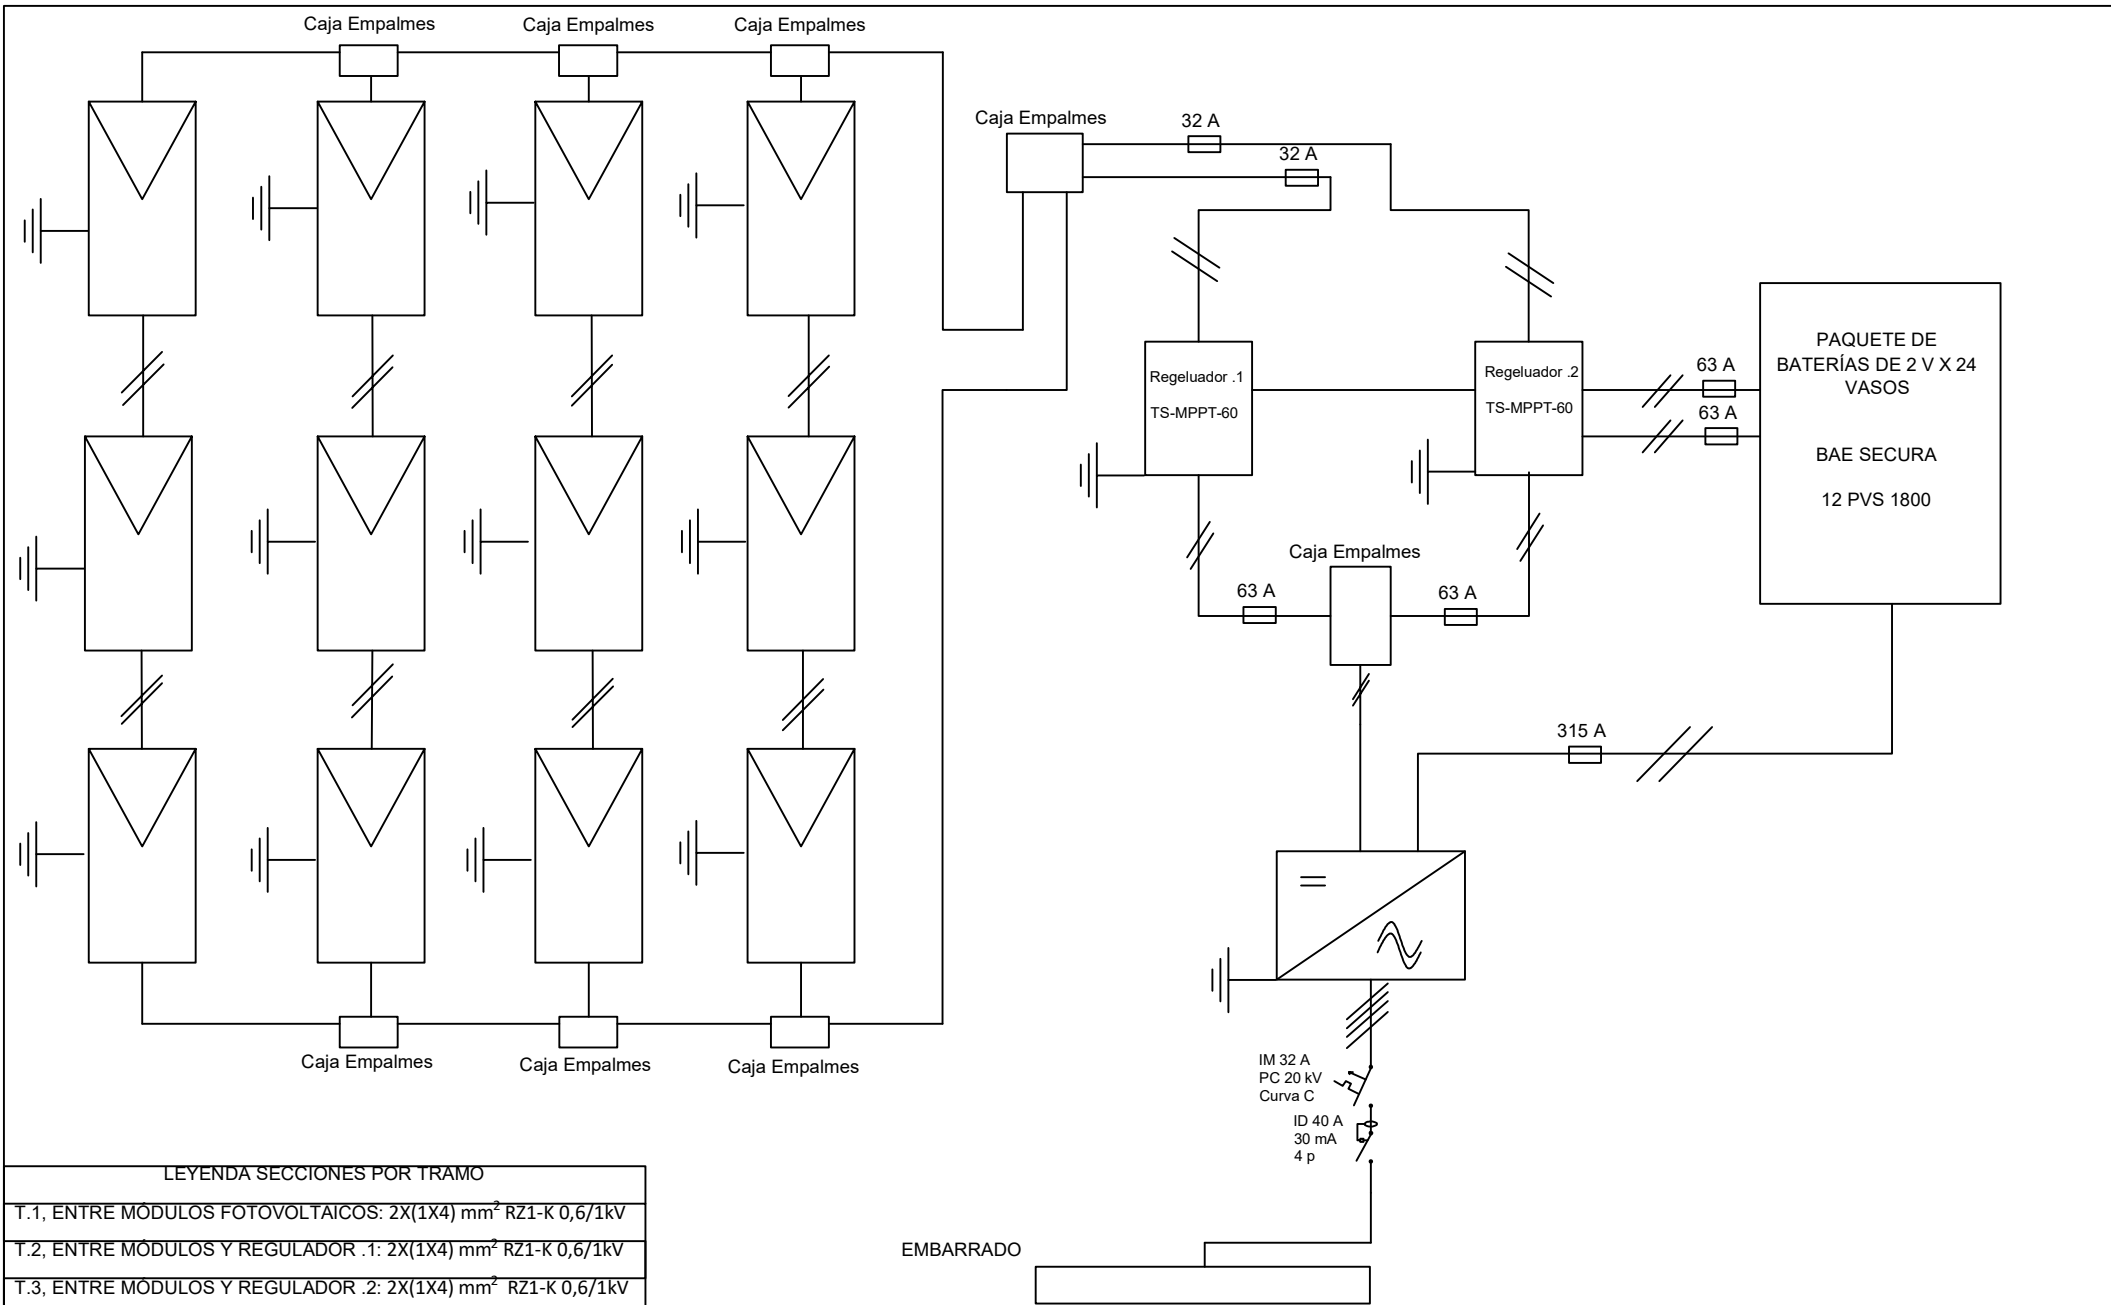 Caja Empalmes
Caja Empalmes
Caja Empalmes
Caja Empalmes
32 A
32 A
Regeluador .1
TS-MPPT-60
Regeluador .2
TS-MPPT-60
63 A
63 A
PAQUETE DE
BATERÍAS DE 2 V X 24
VASOS
BAE SECURA
12 PVS 1800
Caja Empalmes
63 A
63 A
315 A
Caja Empalmes
Caja Empalmes
Caja Empalmes
IM 32 A
PC 20 kV
Curva C
ID 40 A
30 mA
4 p
EMBARRADO
LEYENDA SECCIONES POR TRAMO
T.1, ENTRE MÓDULOS FOTOVOLTAICOS: 2X(1X4) mm² RZ1-K 0,6/1kV
T.2, ENTRE MÓDULOS Y REGULADOR .1: 2X(1X4) mm² RZ1-K 0,6/1kV
T.3, ENTRE MÓDULOS Y REGULADOR .2: 2X(1X4) mm² RZ1-K 0,6/1kV